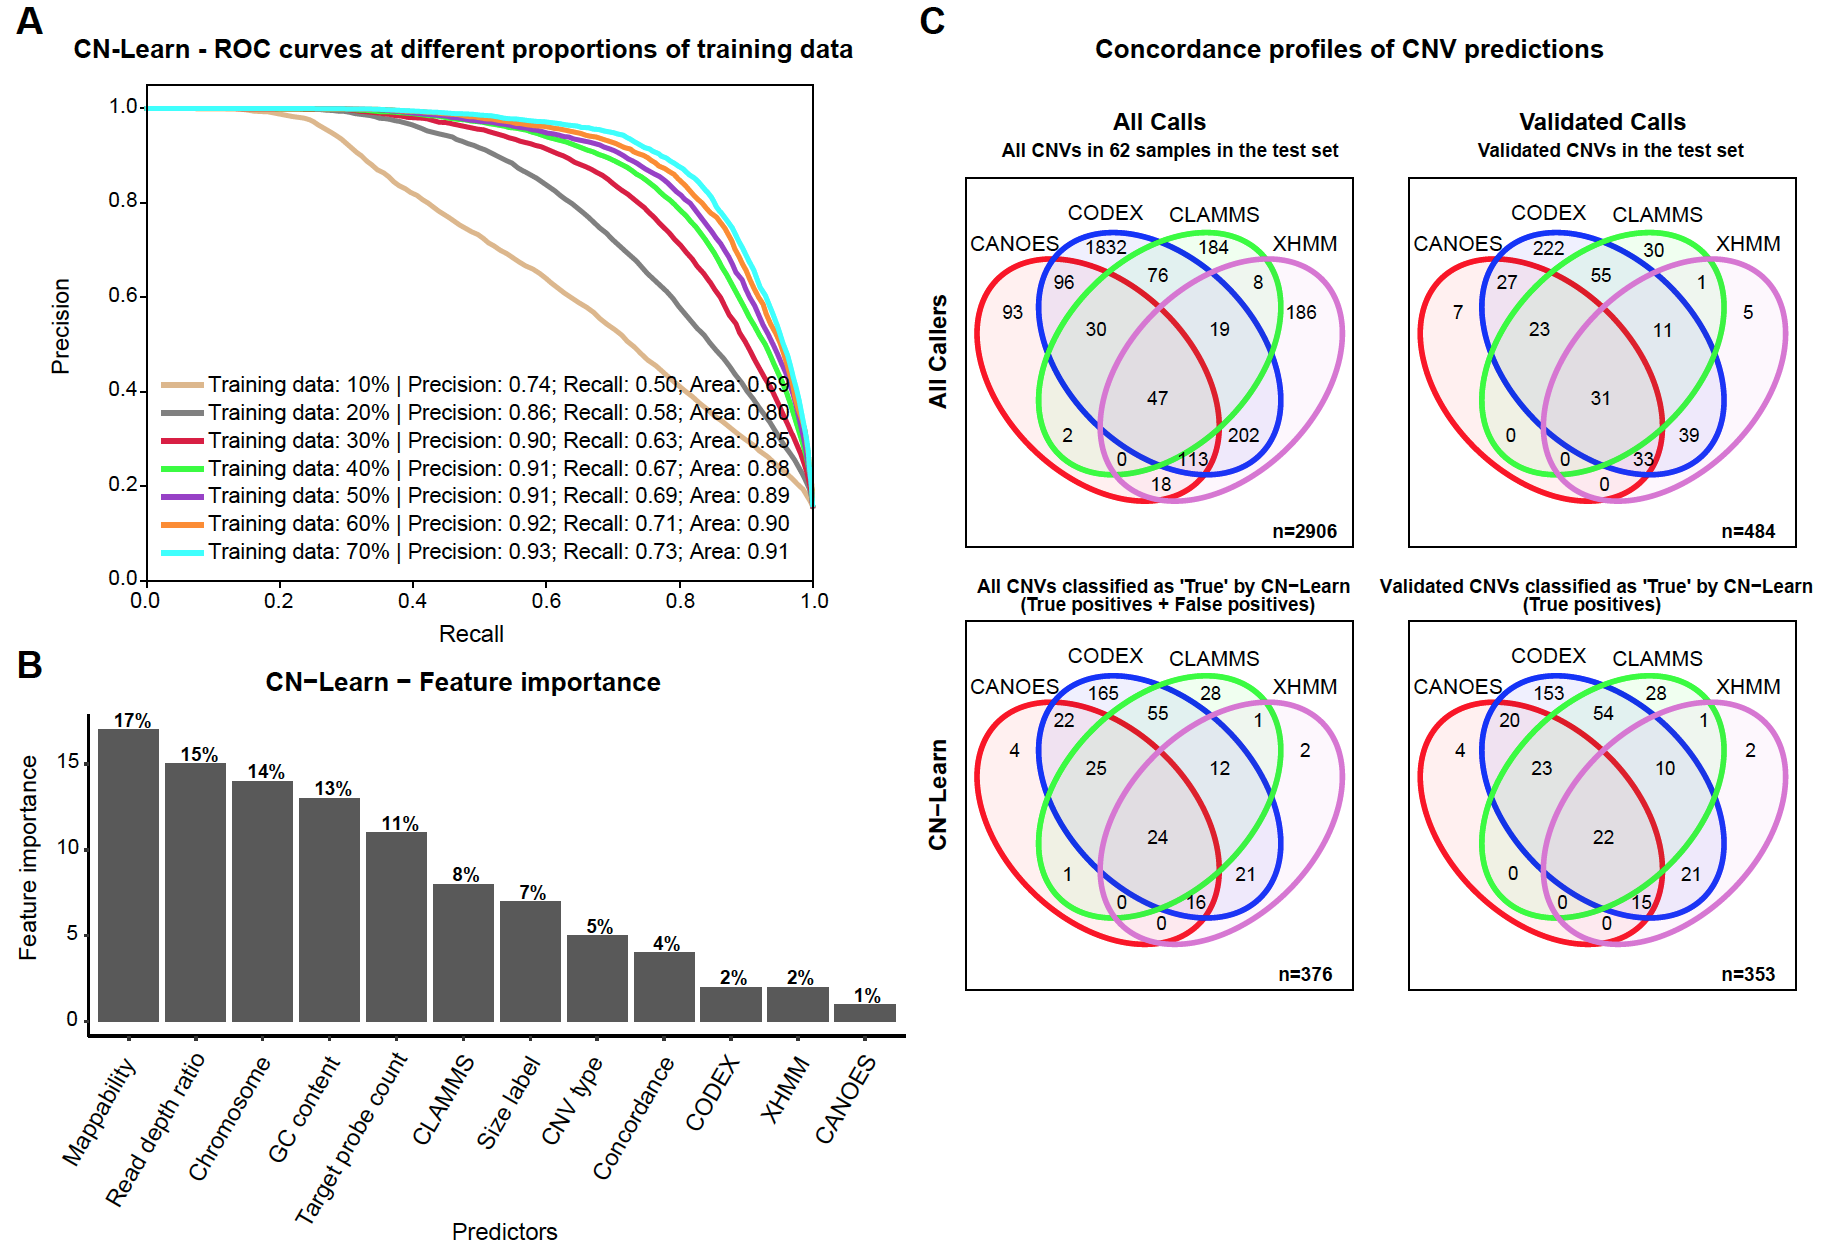 A
CN-Learn - ROC curves at different proportions of training data
Precision
1.0
0.8
0.6
0.4
0.2
0.0
Training data: 10% | Precision: 0.74; Recall: 0.50; Area: 0.69
Training data: 20% | Precision: 0.86; Recall: 0.58; Area: 0.80
Training data: 30% | Precision: 0.90; Recall: 0.63; Area: 0.85
Training data: 40% | Precision: 0.91; Recall: 0.67; Area: 0.88
Training data: 50% | Precision: 0.91; Recall: 0.69; Area: 0.89
Training data: 60% | Precision: 0.92; Recall: 0.71; Area: 0.90
Training data: 70% | Precision: 0.93; Recall: 0.73; Area: 0.91
0.0 0.2 0.4 0.6 0.8 1.0
Recall
B
CN−Learn − Feature importance
Feature importance
15
10
5
0
17% 15% 14% 13% 11% 8% 7% 5% 4% 2% 2% 1%
Mappability
Read depth ratio
Chromosome
GC content
Target probe count
CLAMMS
Size label
CNV type
Concordance
CODEX
XHMM
CANOES
Predictors
C
Concordance profiles of CNV predictions
All Calls
All CNVs in 62 samples in the test set
All Callers
CODEX CLAMMS
CANOES XHMM
1832 184
96 76 8
93 186
30 19
47
2 202
0 113
18
n=2906
Validated Calls
Validated CNVs in the test set
CODEX CLAMMS
CANOES XHMM
222 30
27 55 1
7 5
23 11
31
0 39
0 33
0
n=484
All CNVs classified as 'True' by CN−Learn
(True positives + False positives)
CN−Learn
CODEX CLAMMS
CANOES XHMM
165 28
22 55 1
4 2
25 12
24
1 21
0 16
0
n=376
Validated CNVs classified as 'True' by CN−Learn
(True positives)
CODEX CLAMMS
CANOES XHMM
153 28
20 54 1
4 2
23 10
22
0 21
0 15
0
n=353